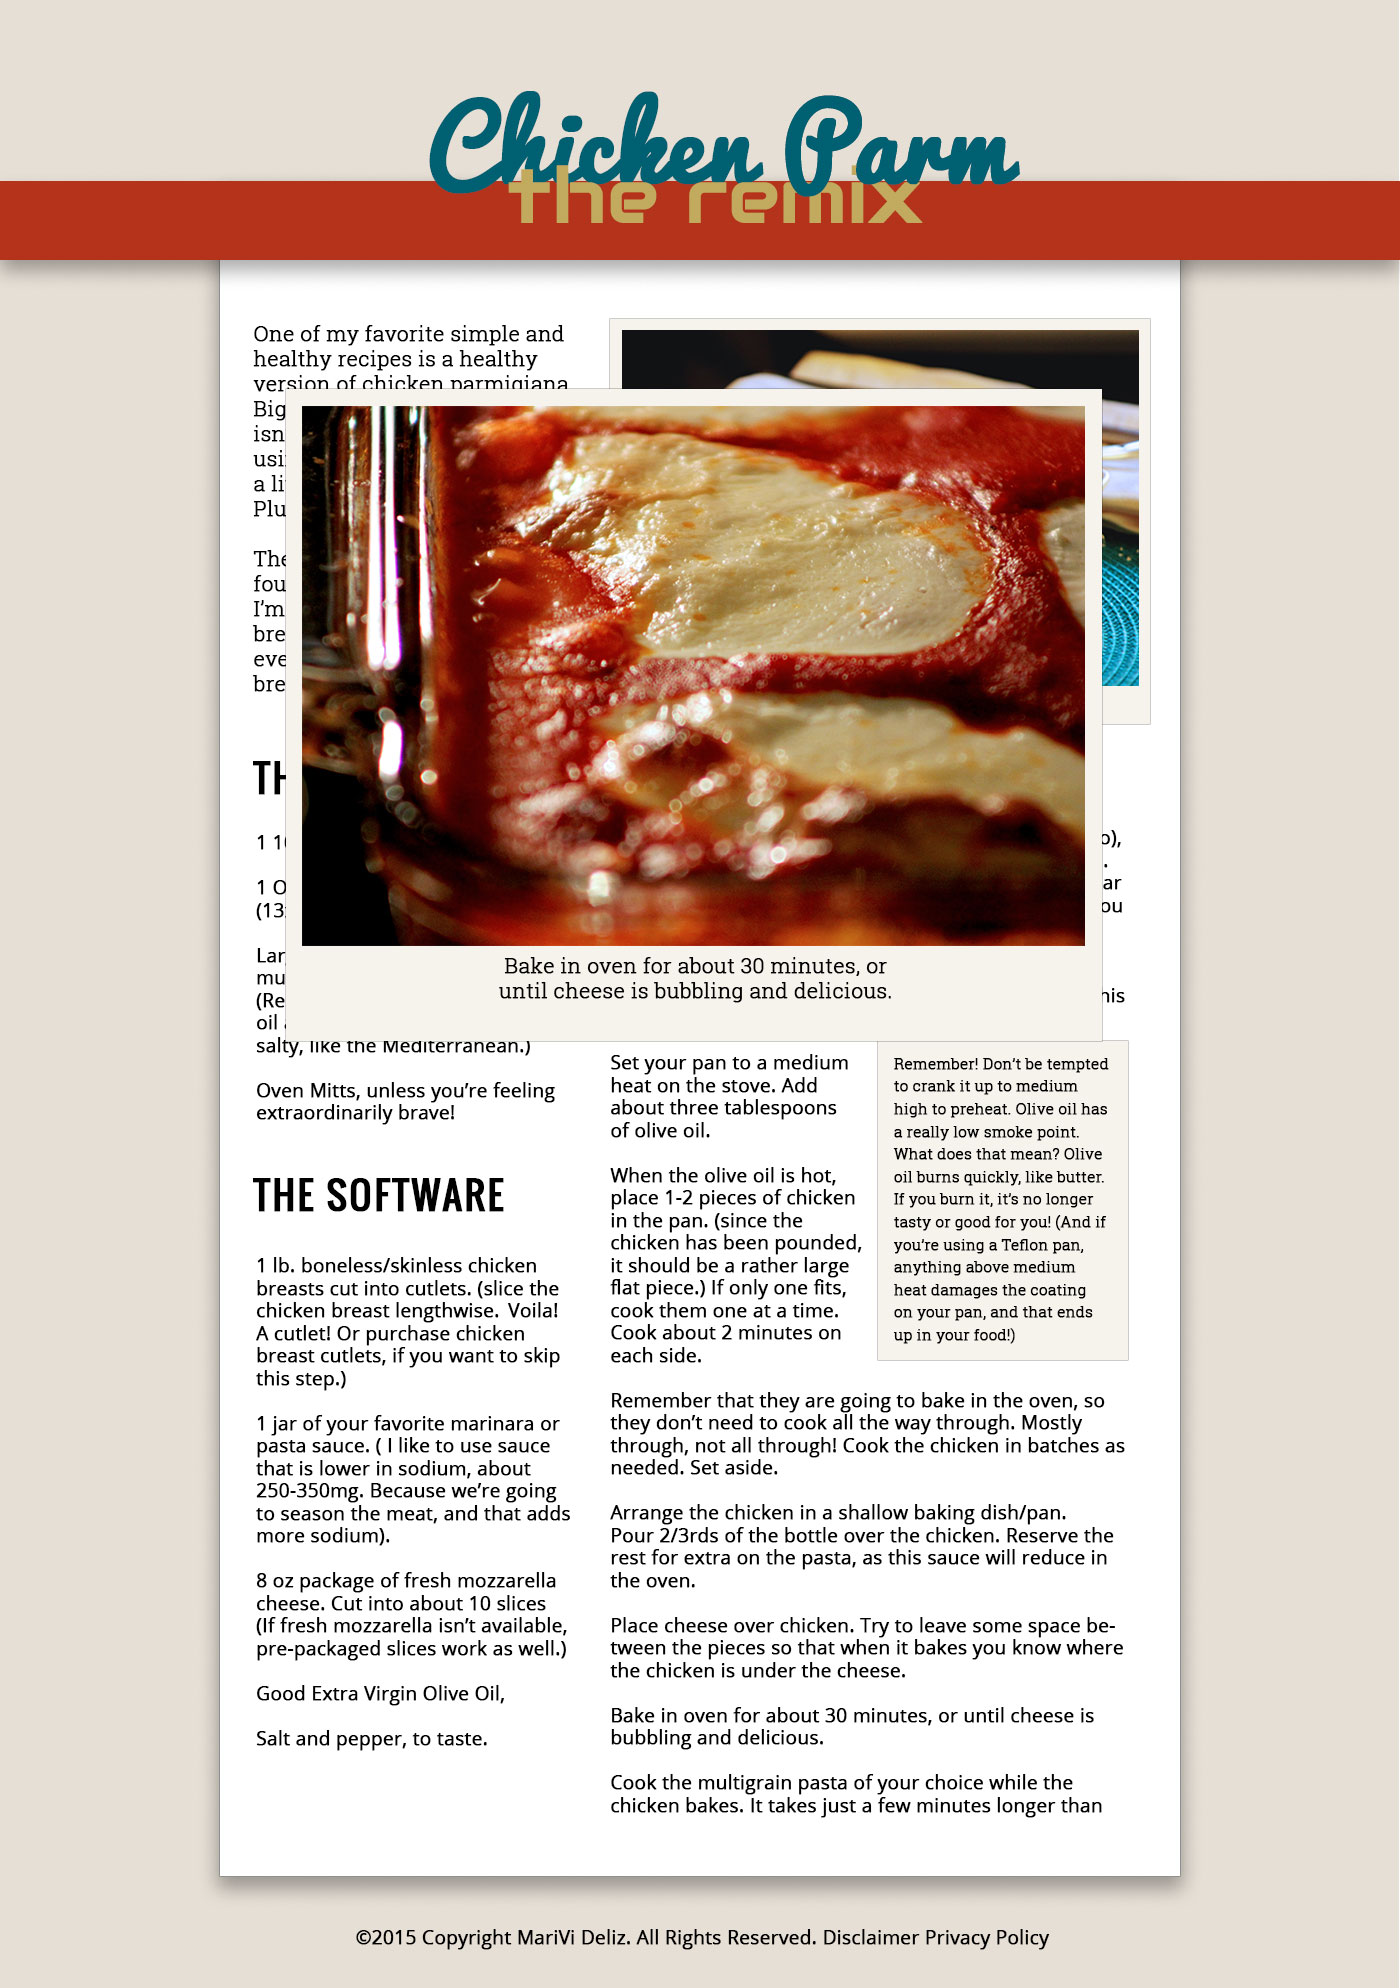 Chicken Parm
the remix
One of my favorite simple and
healthy recipes is a healthy
version of chicken parmigiana.
Big
a
The
I'm
Bake in oven for about 30 minutes, or
until cheese is bubbling and delicious.
1
1
oil
salty, like the Mediterranean.)
Oven Mitts, unless you’re feeling
extraordinarily brave!
THE SOFTWARE
1 lb. boneless/skinless chicken
breasts cut into cutlets. (slice the
chicken breast lengthwise. Voila!
A cutlet! Or purchase chicken
breast cutlets, if you want to skip
this step.)
1 jar of your favorite marinara or
pasta sauce. ( I like to use sauce
that is lower in sodium, about
250-350mg. Because we’re going
to season the meat, and that adds
more sodium).
8 oz package of fresh mozzarella
cheese. Cut into about 10 slices
(If fresh mozzarella isn’t available,
pre-packaged slices work as well.)
Good Extra Virgin Olive Oil,
Salt and pepper, to taste.
Set your pan to a medium
heat on the stove. Add
about three tablespoons
of olive oil.
When the olive oil is hot,
place 1-2 pieces of chicken
in the pan. (since the
chicken has been pounded,
it should be a rather large
flat piece.) If only one fits,
cook them one at a time.
Cook about 2 minutes on
each side.
Remember! Don’t be tempted
to crank it up to medium
high to preheat. Olive oil has
a really low smoke point.
What does that mean? Olive
oil burns quickly, like butter.
If you burn it, it’s no longer
tasty or good for you! (And if
you’re using a Teflon pan,
anything above medium
heat damages the coating
on your pan, and that ends
up in your food!)
Remember that they are going to bake in the oven, so
they don’t need to cook all the way through. Mostly
through, not all through! Cook the chicken in batches as
needed. Set aside.
Arrange the chicken in a shallow baking dish/pan.
Pour 2/3rds of the bottle over the chicken. Reserve the
rest for extra on the pasta, as this sauce will reduce in
the oven.
Place cheese over chicken. Try to leave some space be-
tween the pieces so that when it bakes you know where
the chicken is under the cheese.
Bake in oven for about 30 minutes, or until cheese is
bubbling and delicious.
Cook the multigrain pasta of your choice while the
chicken bakes. It takes just a few minutes longer than
©2015 Copyright MariVi Deliz. All Rights Reserved. Disclaimer Privacy Policy